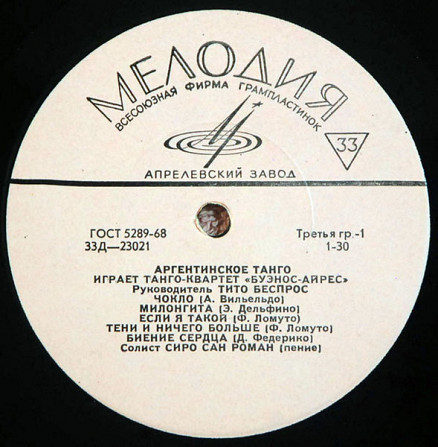 МЕЛОДИЯ
ВСЕСОЮЗНАЯ ФИРМА ГРАМПЛАСТИНОК
33
АПРЕЛЕВСКИЙ ЗАВОД
ГОСТ 5289-68 Третья гр.-1
33Д—23021 1-30
АРГЕНТИНСКОЕ ТАНГО
ИГРАЕТ ТАНГО-КВАРТЕТ «БУЭНОС-АЙРЕС»
Руководитель ТИТО БЕСПРОС
ЧОКЛО (А. Вильельдо)
МИЛОНГИТА (Э. Дельфино)
ЕСЛИ Я ТАКОЙ (Ф. Ломуто)
ТЕНИ И НИЧЕГО БОЛЬШЕ (Ф. Ломуто)
БИЕНИЕ СЕРДЦА (Д. Федерико)
Солист СИРО САН РОМАН (пение)